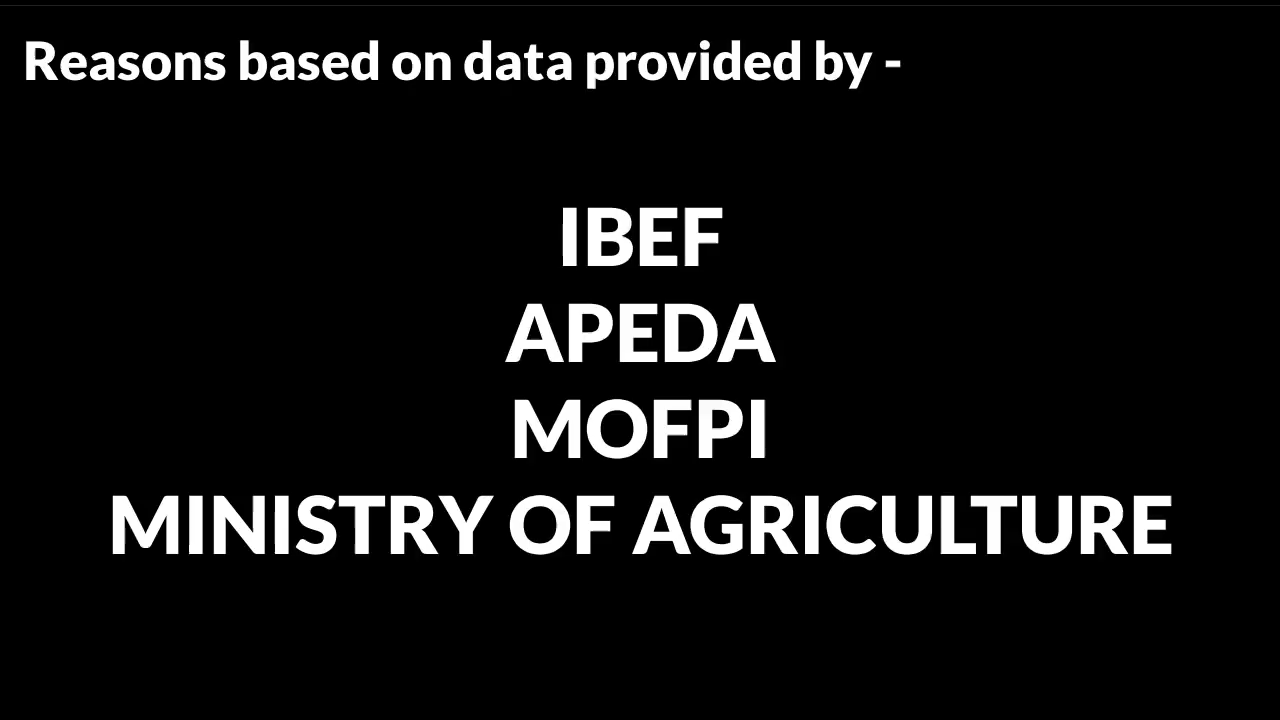 Reasons based on data provided by -
IBEF
APEDA
MOFPI
MINISTRY OF AGRICULTURE